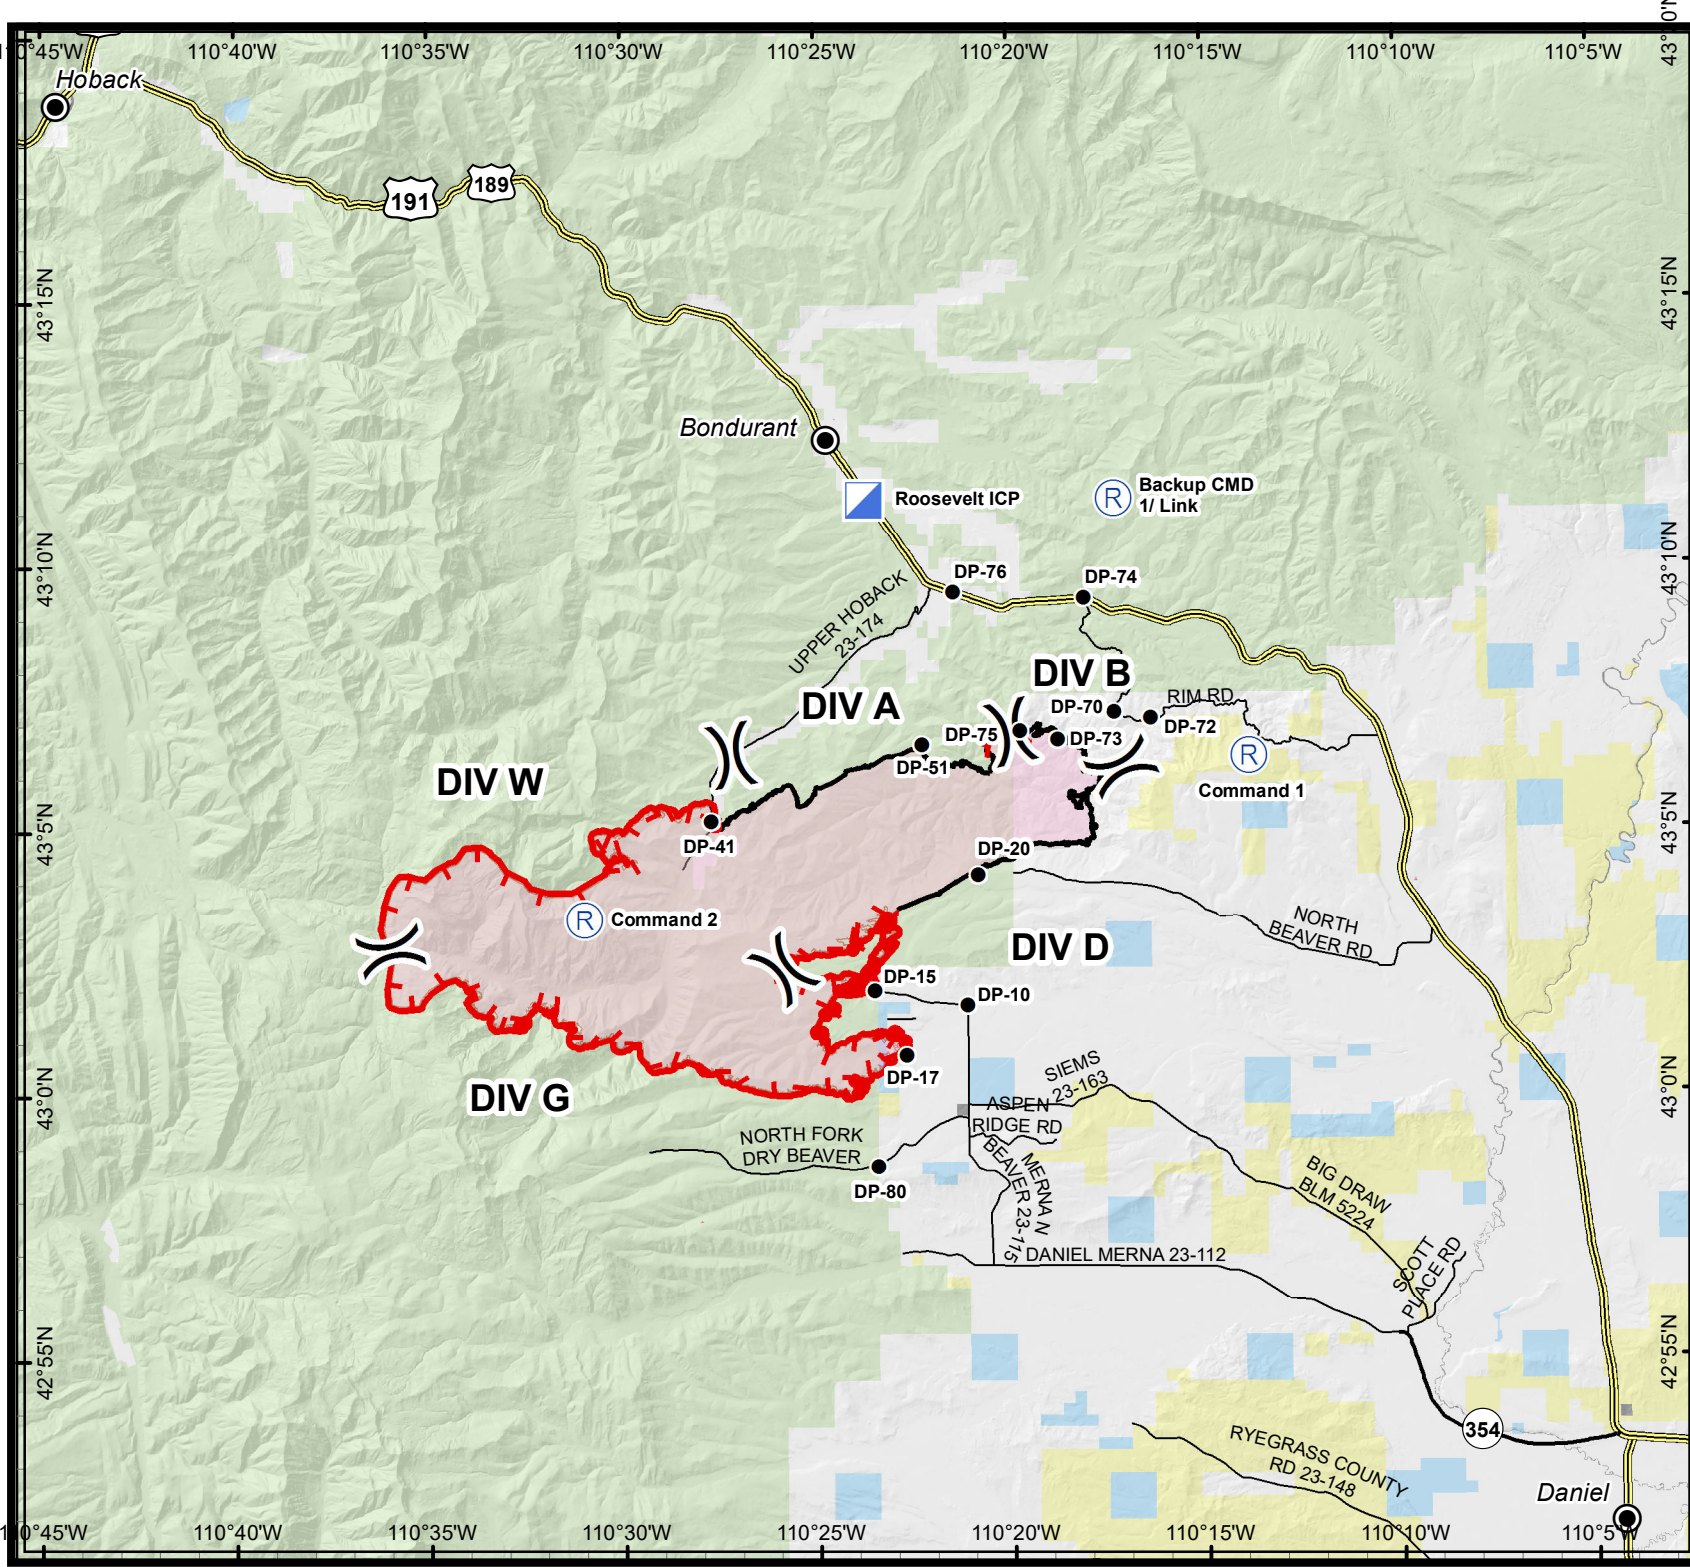 110°45'W 110°40'W 110°35'W 110°30'W 110°25'W 110°20'W 110°15'W 110°10'W 110°5'W
Hoback
191
189
43°15'N
43°15'N
Bondurant
Roosevelt ICP
Backup CMD
1/ Link
43°10'N
43°10'N
DP-76
DP-74
UPPER HOBACK
23-174
DIV B
DIV A
RIM RD
DP-70
DP-72
DP-75
DP-73
DP-51
R
Command 1
DIV W
43°5'N
43°5'N
DP-41
DP-20
R
Command 2
NORTH
BEAVER RD
DIV D
DP-15
DP-10
DP-17
SIEMS
23-163
43°0'N
43°0'N
DIV G
ASPEN
RIDGE RD
NORTH FORK
DRY BEAVER
DP-80
MERNA N
BEAVER 23-115
BIG DRAW
BLM 5224
DANIEL MERNA 23-112
SCOTT
PLACE RD
42°55'N
42°55'N
354
RYEGRASS COUNTY
RD 23-148
Daniel
110°45'W 110°40'W 110°35'W 110°30'W 110°25'W 110°20'W 110°15'W 110°10'W
R